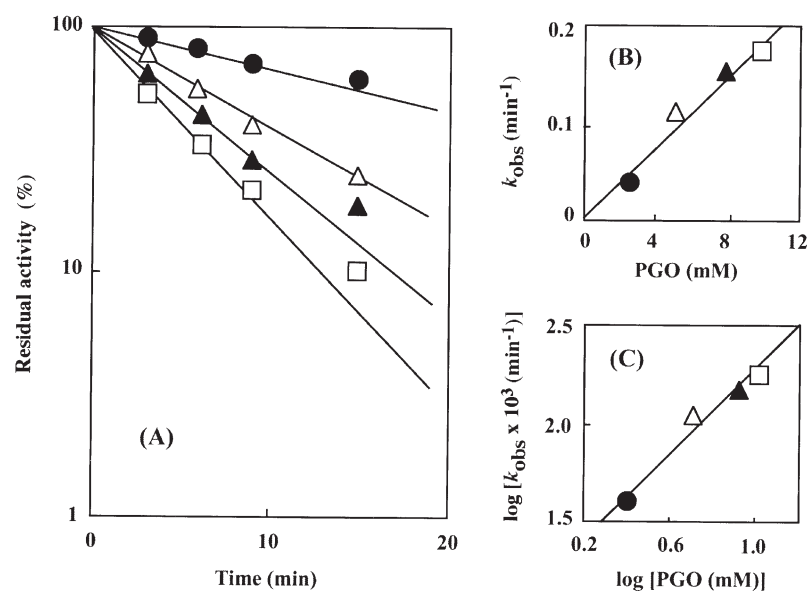 100
10
1
0
10
20
Residual activity (%)
Time (min)
(A)
0.2
0.1
0
0
4
8
12
k obs (min-1)
PGO (mM)
(B)
2.5
2.0
1.5
0.2
0.6
1.0
log [k obs x 10³ (min-1)]
log [PGO (mM)]
(C)